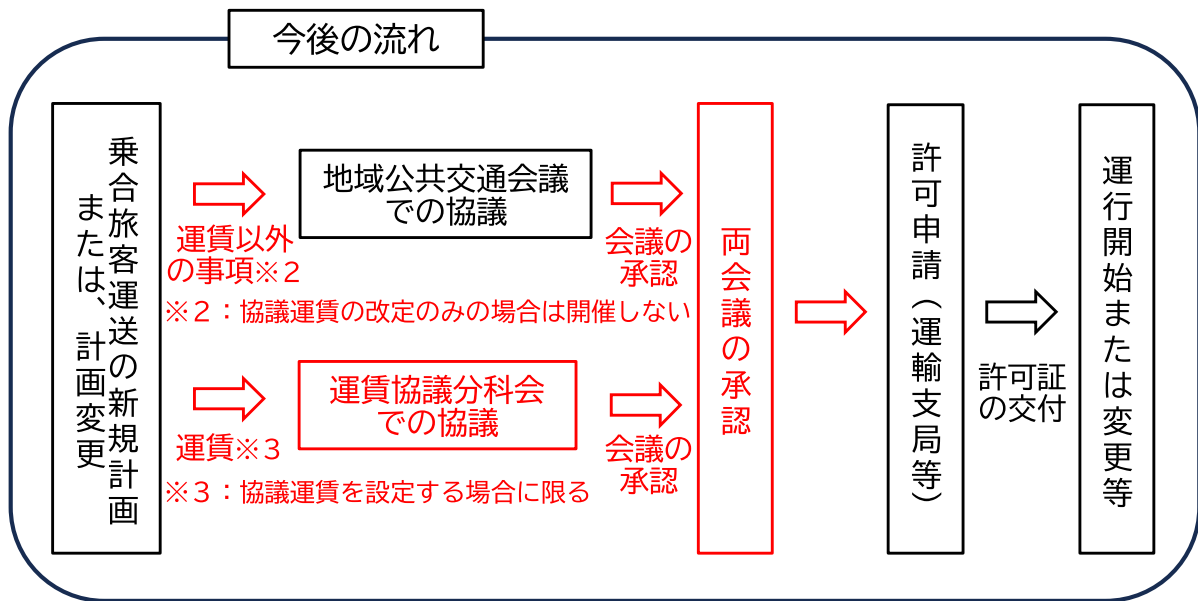 今後の流れ
乗合旅客運送の新規計画
または、計画変更
運賃以外
の事項※２
地域公共交通会議
での協議
会議の
承認
※２：協議運賃の改定のみの場合は開催しない
運賃※３
運賃協議分科会
での協議
会議の
承認
※３：協議運賃を設定する場合に限る
両会議の承認
許可申請（運輸支局等）
許可証
の交付
運行開始または変更等